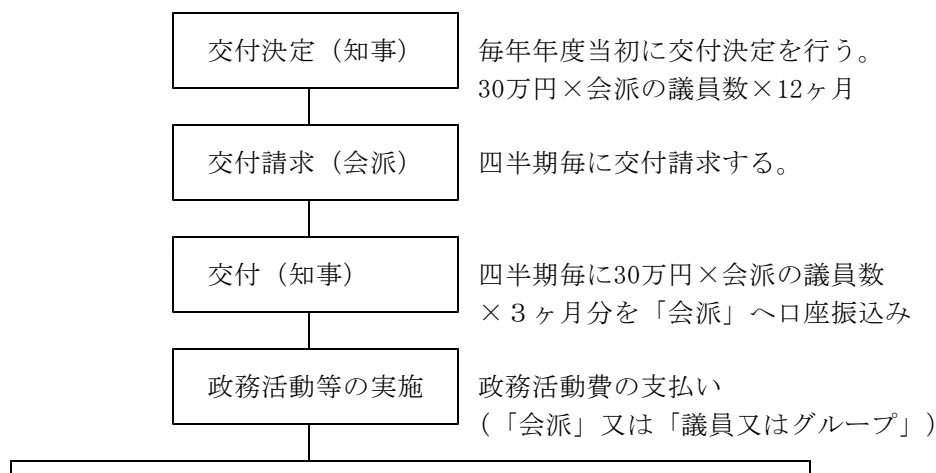 交付決定（知事）
毎年年度当初に交付決定を行う。
30万円×会派の議員数×12ヶ月
交付請求（会派）
四半期毎に交付請求する。
交付（知事）
四半期毎に30万円×会派の議員数
×３ヶ月分を「会派」へ口座振込み
政務活動等の実施
政務活動費の支払い
（「会派」又は「議員又はグループ」）